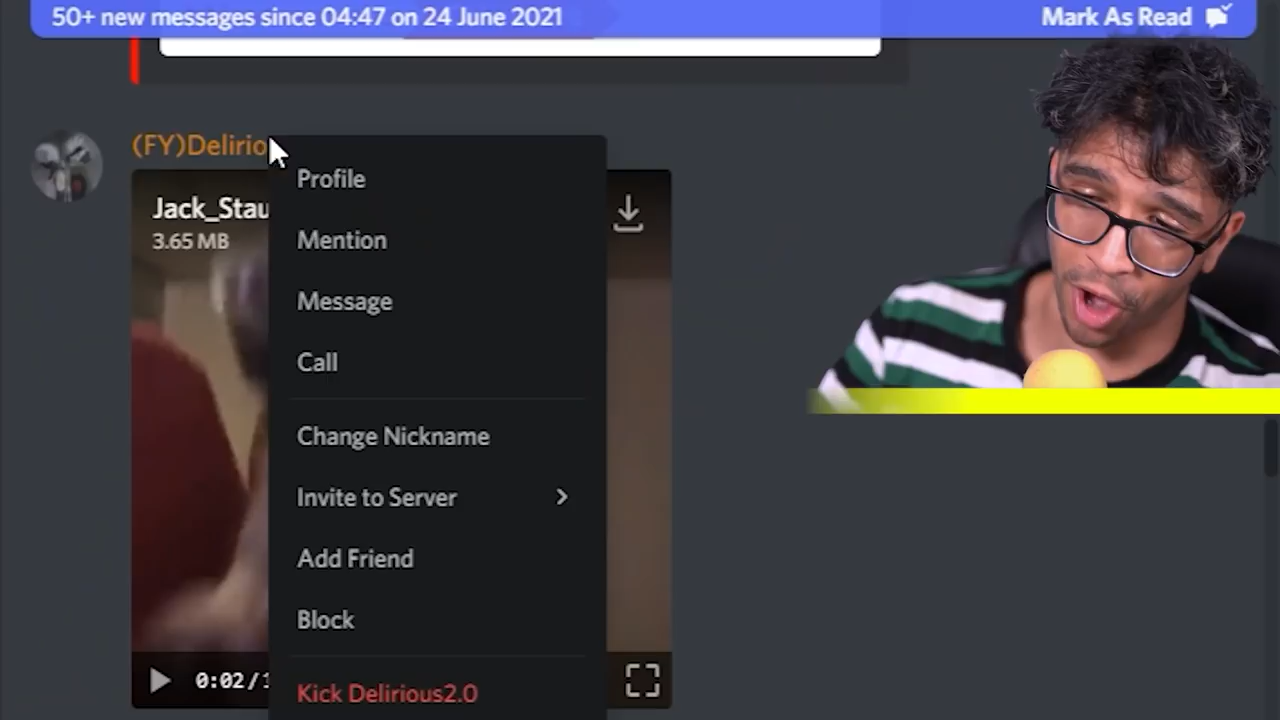 50+ new messages since 04:47 on 24 June 2021
Mark As Read
(FY)Delirio
Jack_Stau
3.65 MB
Profile
Mention
Message
Call
Change Nickname
Invite to Server
Add Friend
Block
0:02/1
Kick Delirious2.0